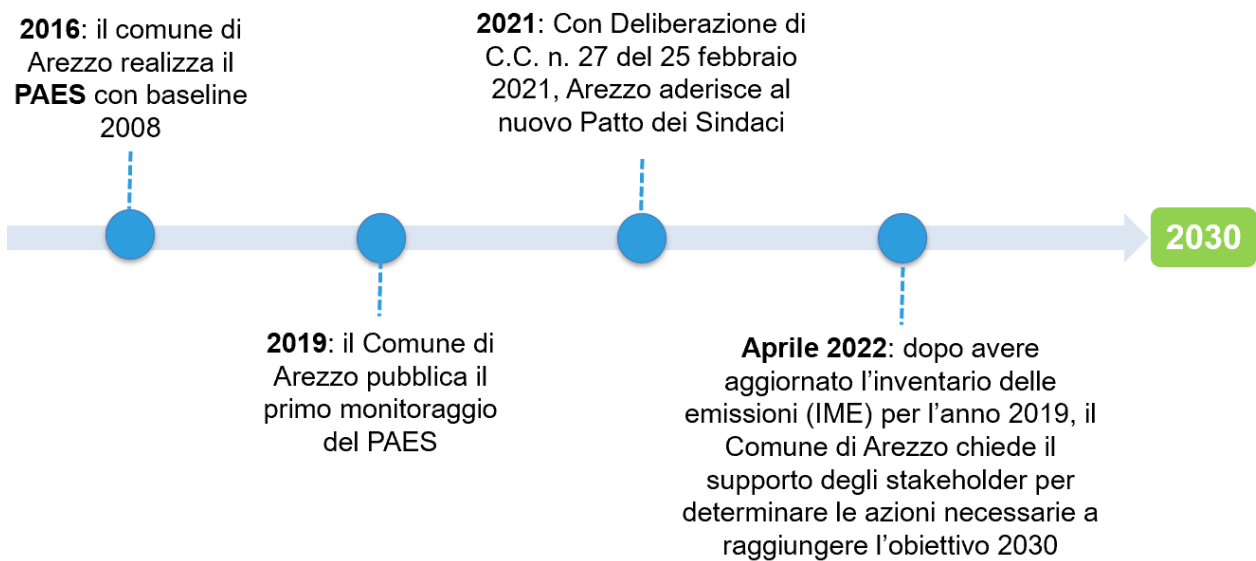 2016: il comune di
Arezzo realizza il
PAES con baseline
2008
2019: il Comune di
Arezzo pubblica il
primo monitoraggio
del PAES
2021: Con Deliberazione di
C.C. n. 27 del 25 febbraio
2021, Arezzo aderisce al
nuovo Patto dei Sindaci
Aprile 2022: dopo avere
aggiornato l’inventario delle
emissioni (IME) per l’anno 2019, il
Comune di Arezzo chiede il
supporto degli stakeholder per
determinare le azioni necessarie a
raggiungere l’obiettivo 2030
2030